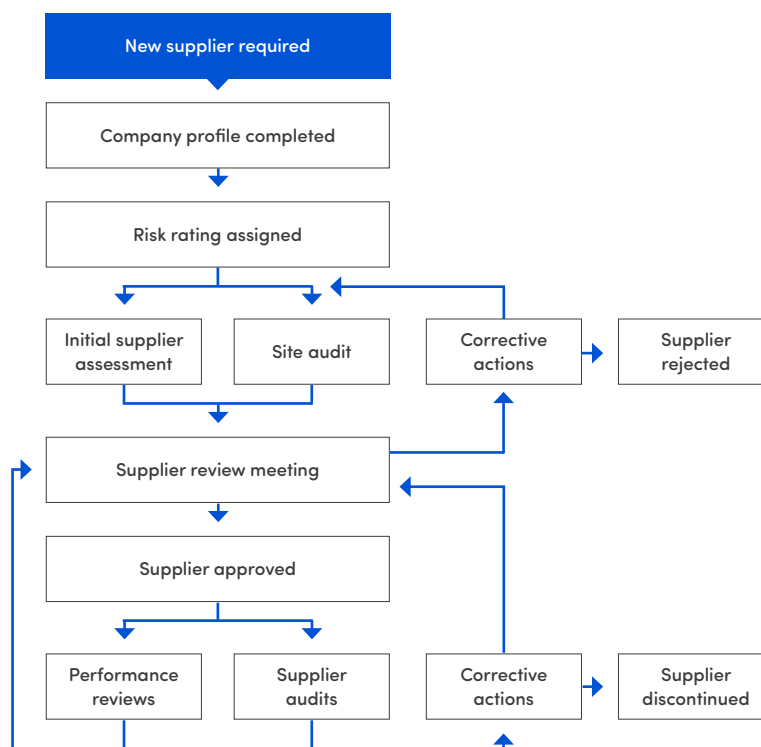 New supplier required
Company profile completed
Risk rating assigned
Initial supplier
assessment
Site audit
Corrective
actions
Supplier
rejected
Supplier review meeting
Supplier approved
Performance
reviews
Supplier
audits
Corrective
actions
Supplier
discontinued